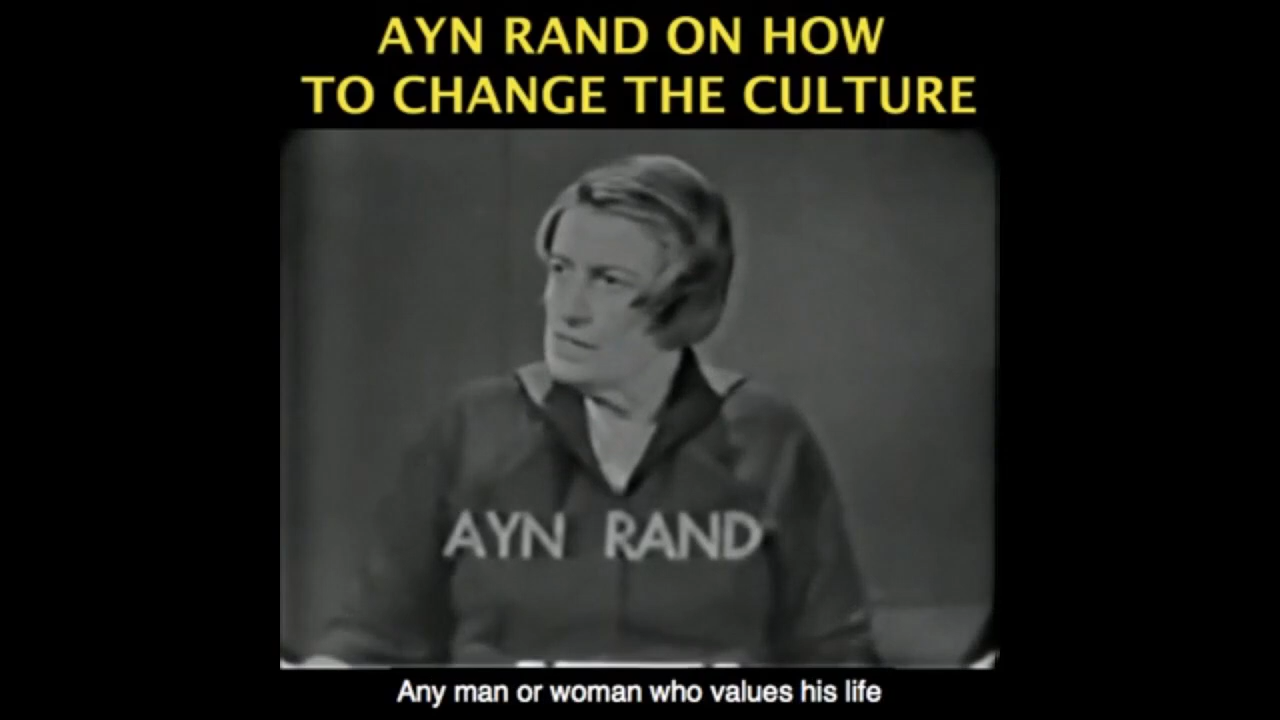 AYN RAND ON HOW
TO CHANGE THE CULTURE
AYN RAND
Any man or woman who values his life